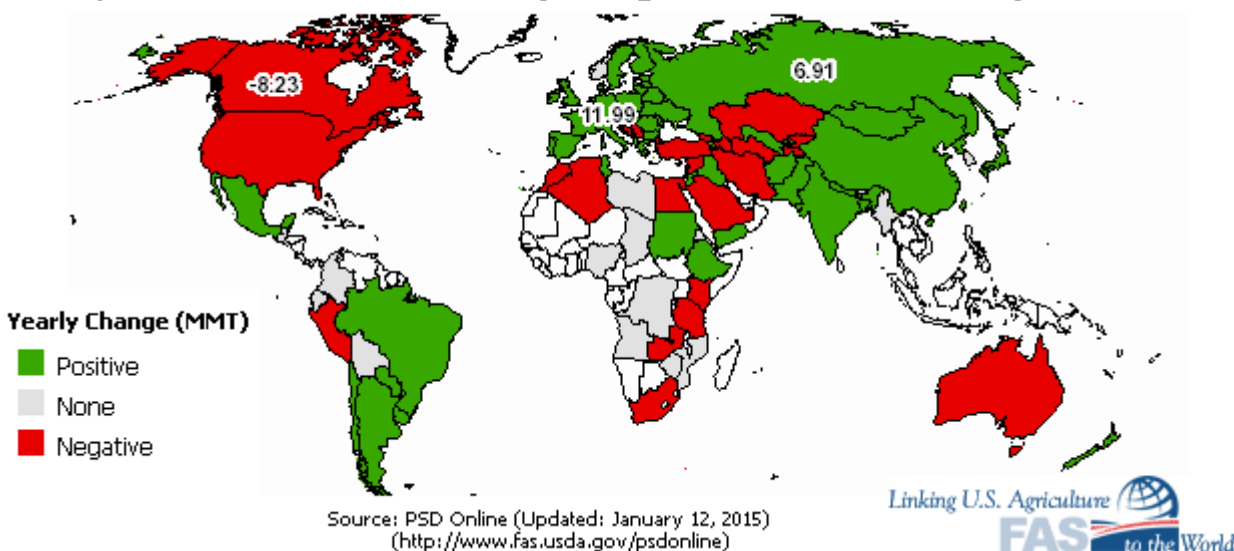 -8.23
6.91
11.99
Yearly Change (MMT)
Positive
None
Negative
Source: PSD Online (Updated: January 12, 2015)
(http://www.fas.usda.gov/psdonline)
Linking U.S. Agriculture
FAS to the World